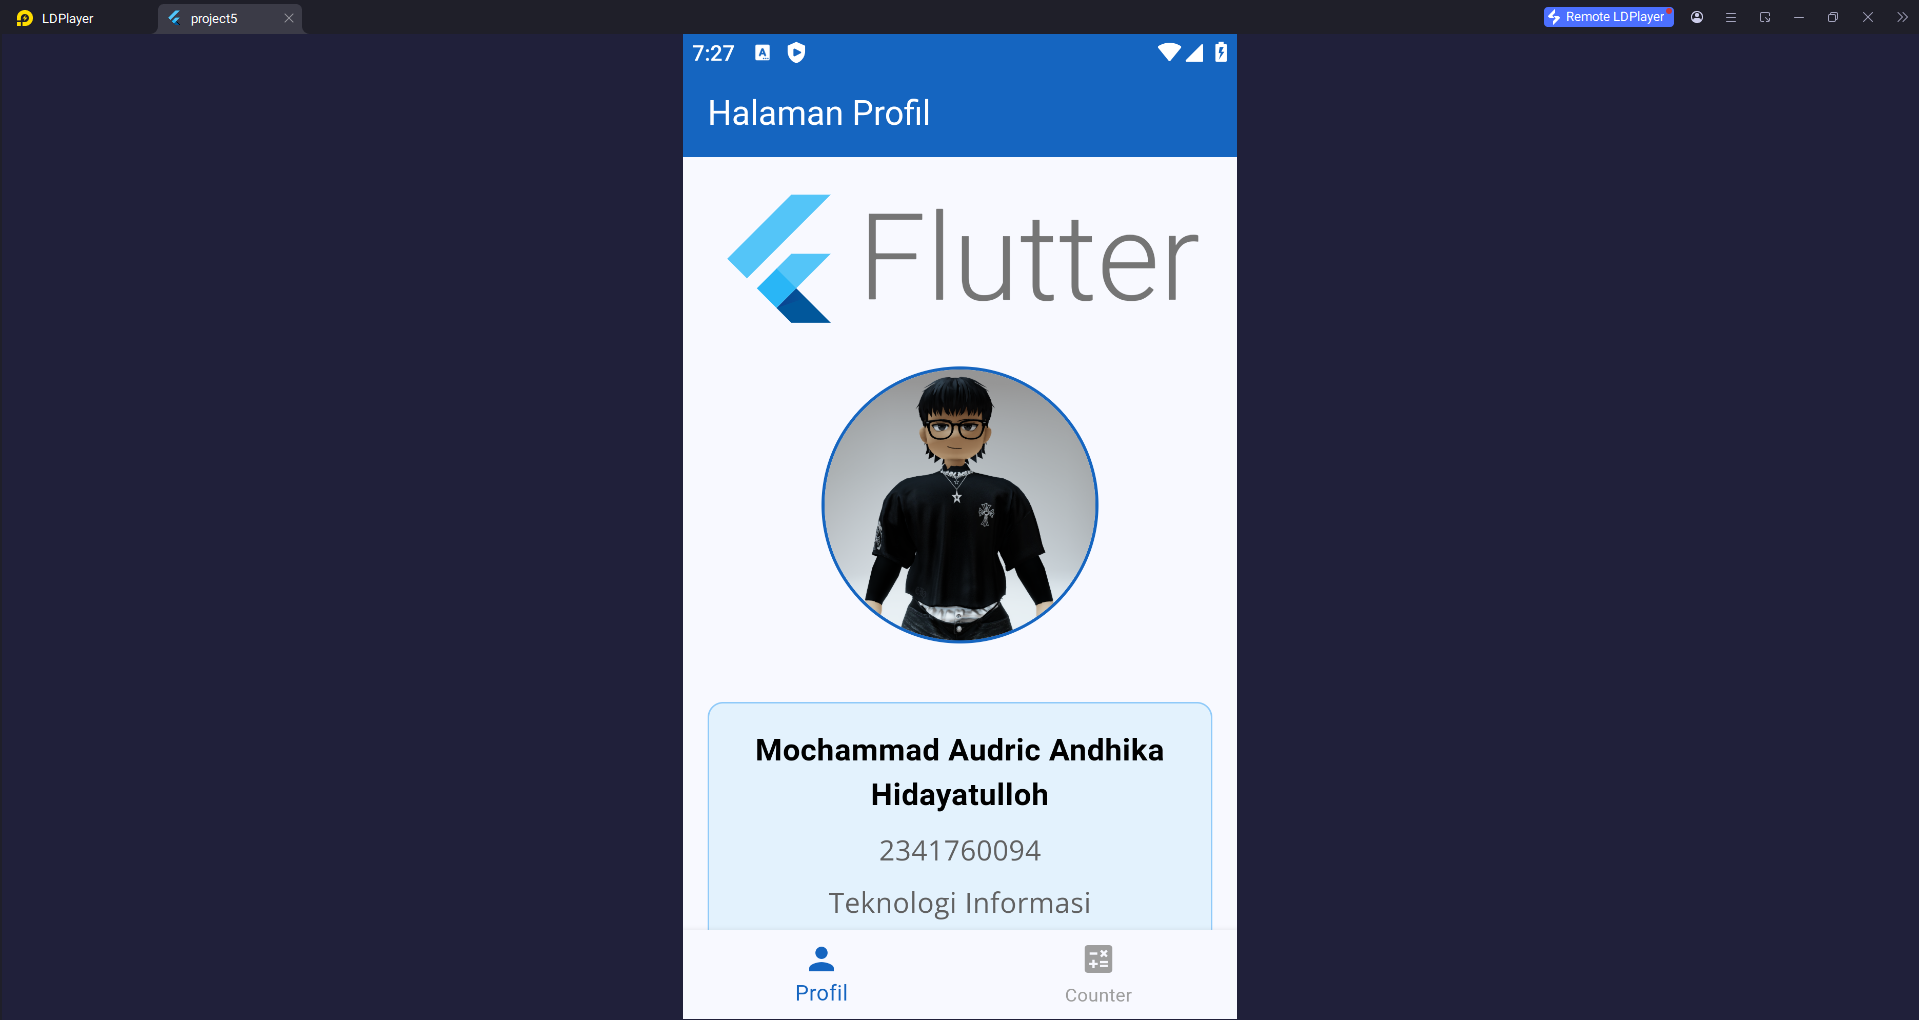 LDPlayer
project5
Remote LDPlayer
7:27
Halaman Profil
Flutter
Mochammad Audric Andhika
Hidayatulloh
2341760094
Teknologi Informasi
Profil
Counter